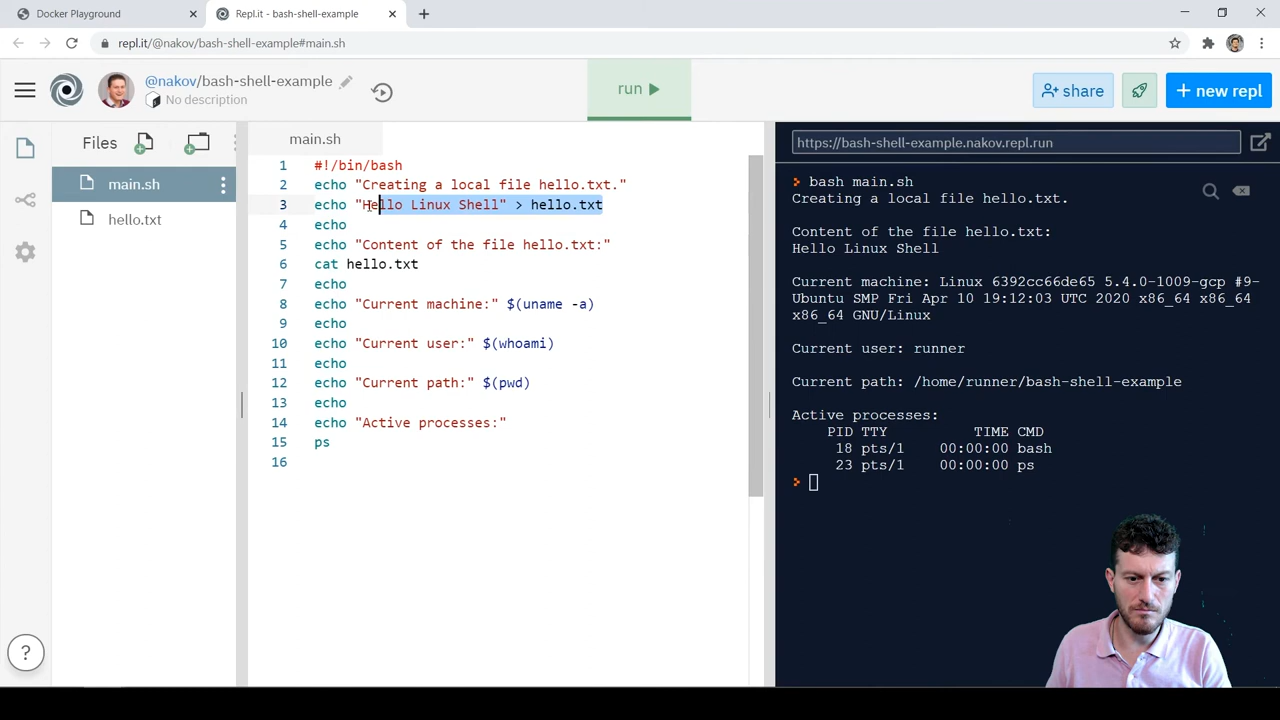 Docker Playground
Repl.it - bash-shell-example
repl.it/@nakov/bash-shell-example#main.sh
@nakov/bash-shell-example
No description
run
share
+ new repl
Files
main.sh
hello.txt
main.sh
1 #!/bin/bash
2 echo "Creating a local file hello.txt."
3 echo "Hello Linux Shell" > hello.txt
4 echo
5 echo "Content of the file hello.txt:"
6 cat hello.txt
7 echo
8 echo "Current machine:" $(uname -a)
9 echo
10 echo "Current user:" $(whoami)
11 echo
12 echo "Current path:" $(pwd)
13 echo
14 echo "Active processes:"
15 ps
16
?
https://bash-shell-example.nakov.repl.run
bash main.sh
Creating a local file hello.txt.
Content of the file hello.txt:
Hello Linux Shell
Current machine: Linux 6392cc66de65 5.4.0-1009-gcp #9-
Ubuntu SMP Fri Apr 10 19:12:03 UTC 2020 x86_64 x86_64
x86_64 GNU/Linux
Current user: runner
Current path: /home/runner/bash-shell-example
Active processes:
PID TTY TIME CMD
18 pts/1 00:00:00 bash
23 pts/1 00:00:00 ps